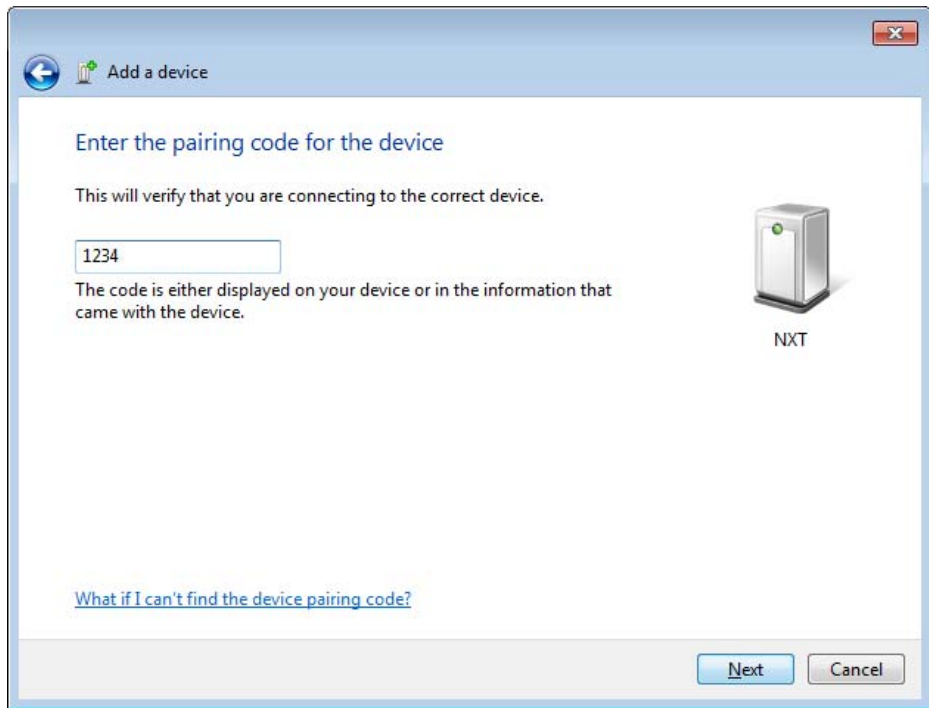 Add a device
Enter the pairing code for the device
This will verify that you are connecting to the correct device.
1234
The code is either displayed on your device or in the information that
came with the device.
NXT
What if I can't find the device pairing code?
Next
Cancel